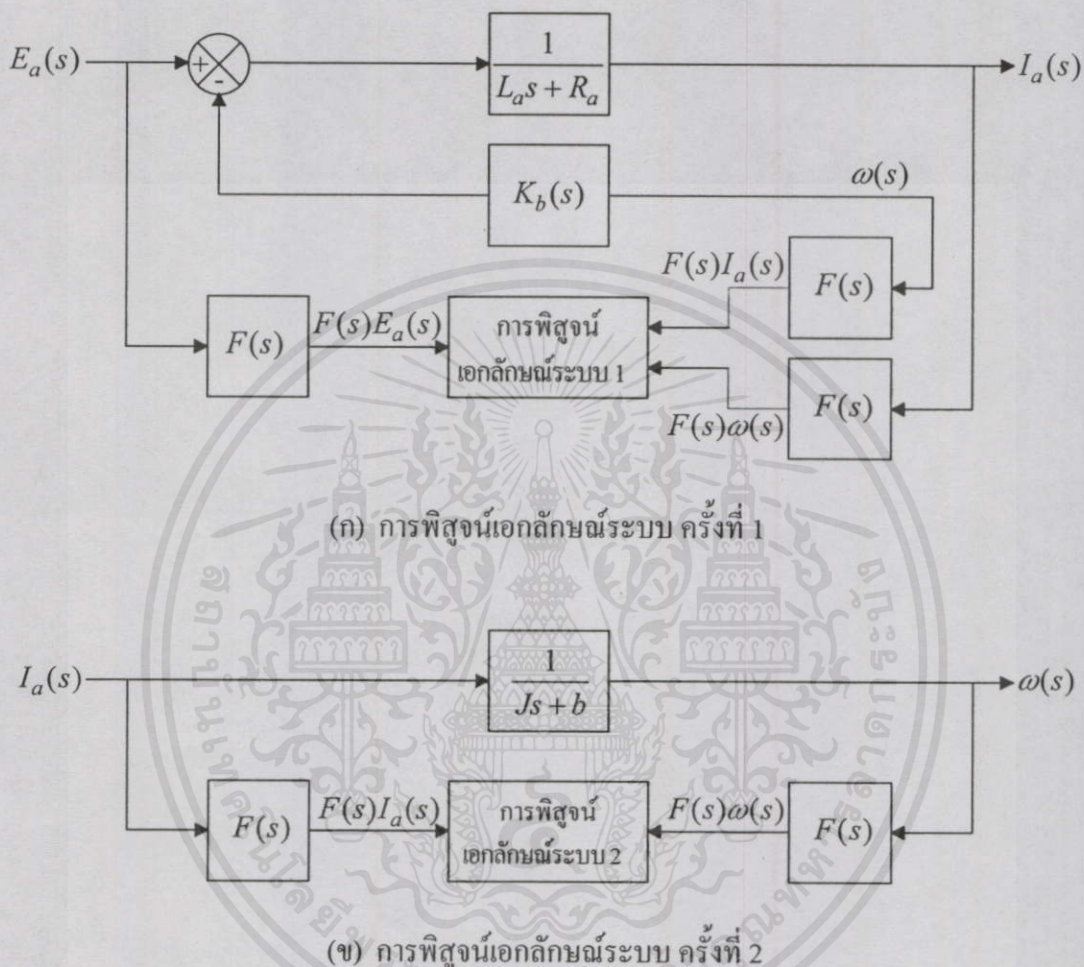 E_a(s)
+
-
\frac{1}{L_a s + R_a}
I_a(s)
K_b(s)
ω(s)
F(s)I_a(s)
F(s)
F(s)
F(s)E_a(s)
การพิสูจน์
เอกลักษณ์ระบบ 1
F(s)
F(s)ω(s)
(ก) การพิสูจน์เอกลักษณ์ระบบ ครั้งที่ 1
I_a(s)
\frac{1}{Js + b}
ω(s)
F(s)
F(s)I_a(s)
การพิสูจน์
เอกลักษณ์ระบบ 2
F(s)ω(s)
F(s)
(ข) การพิสูจน์เอกลักษณ์ระบบ ครั้งที่ 2